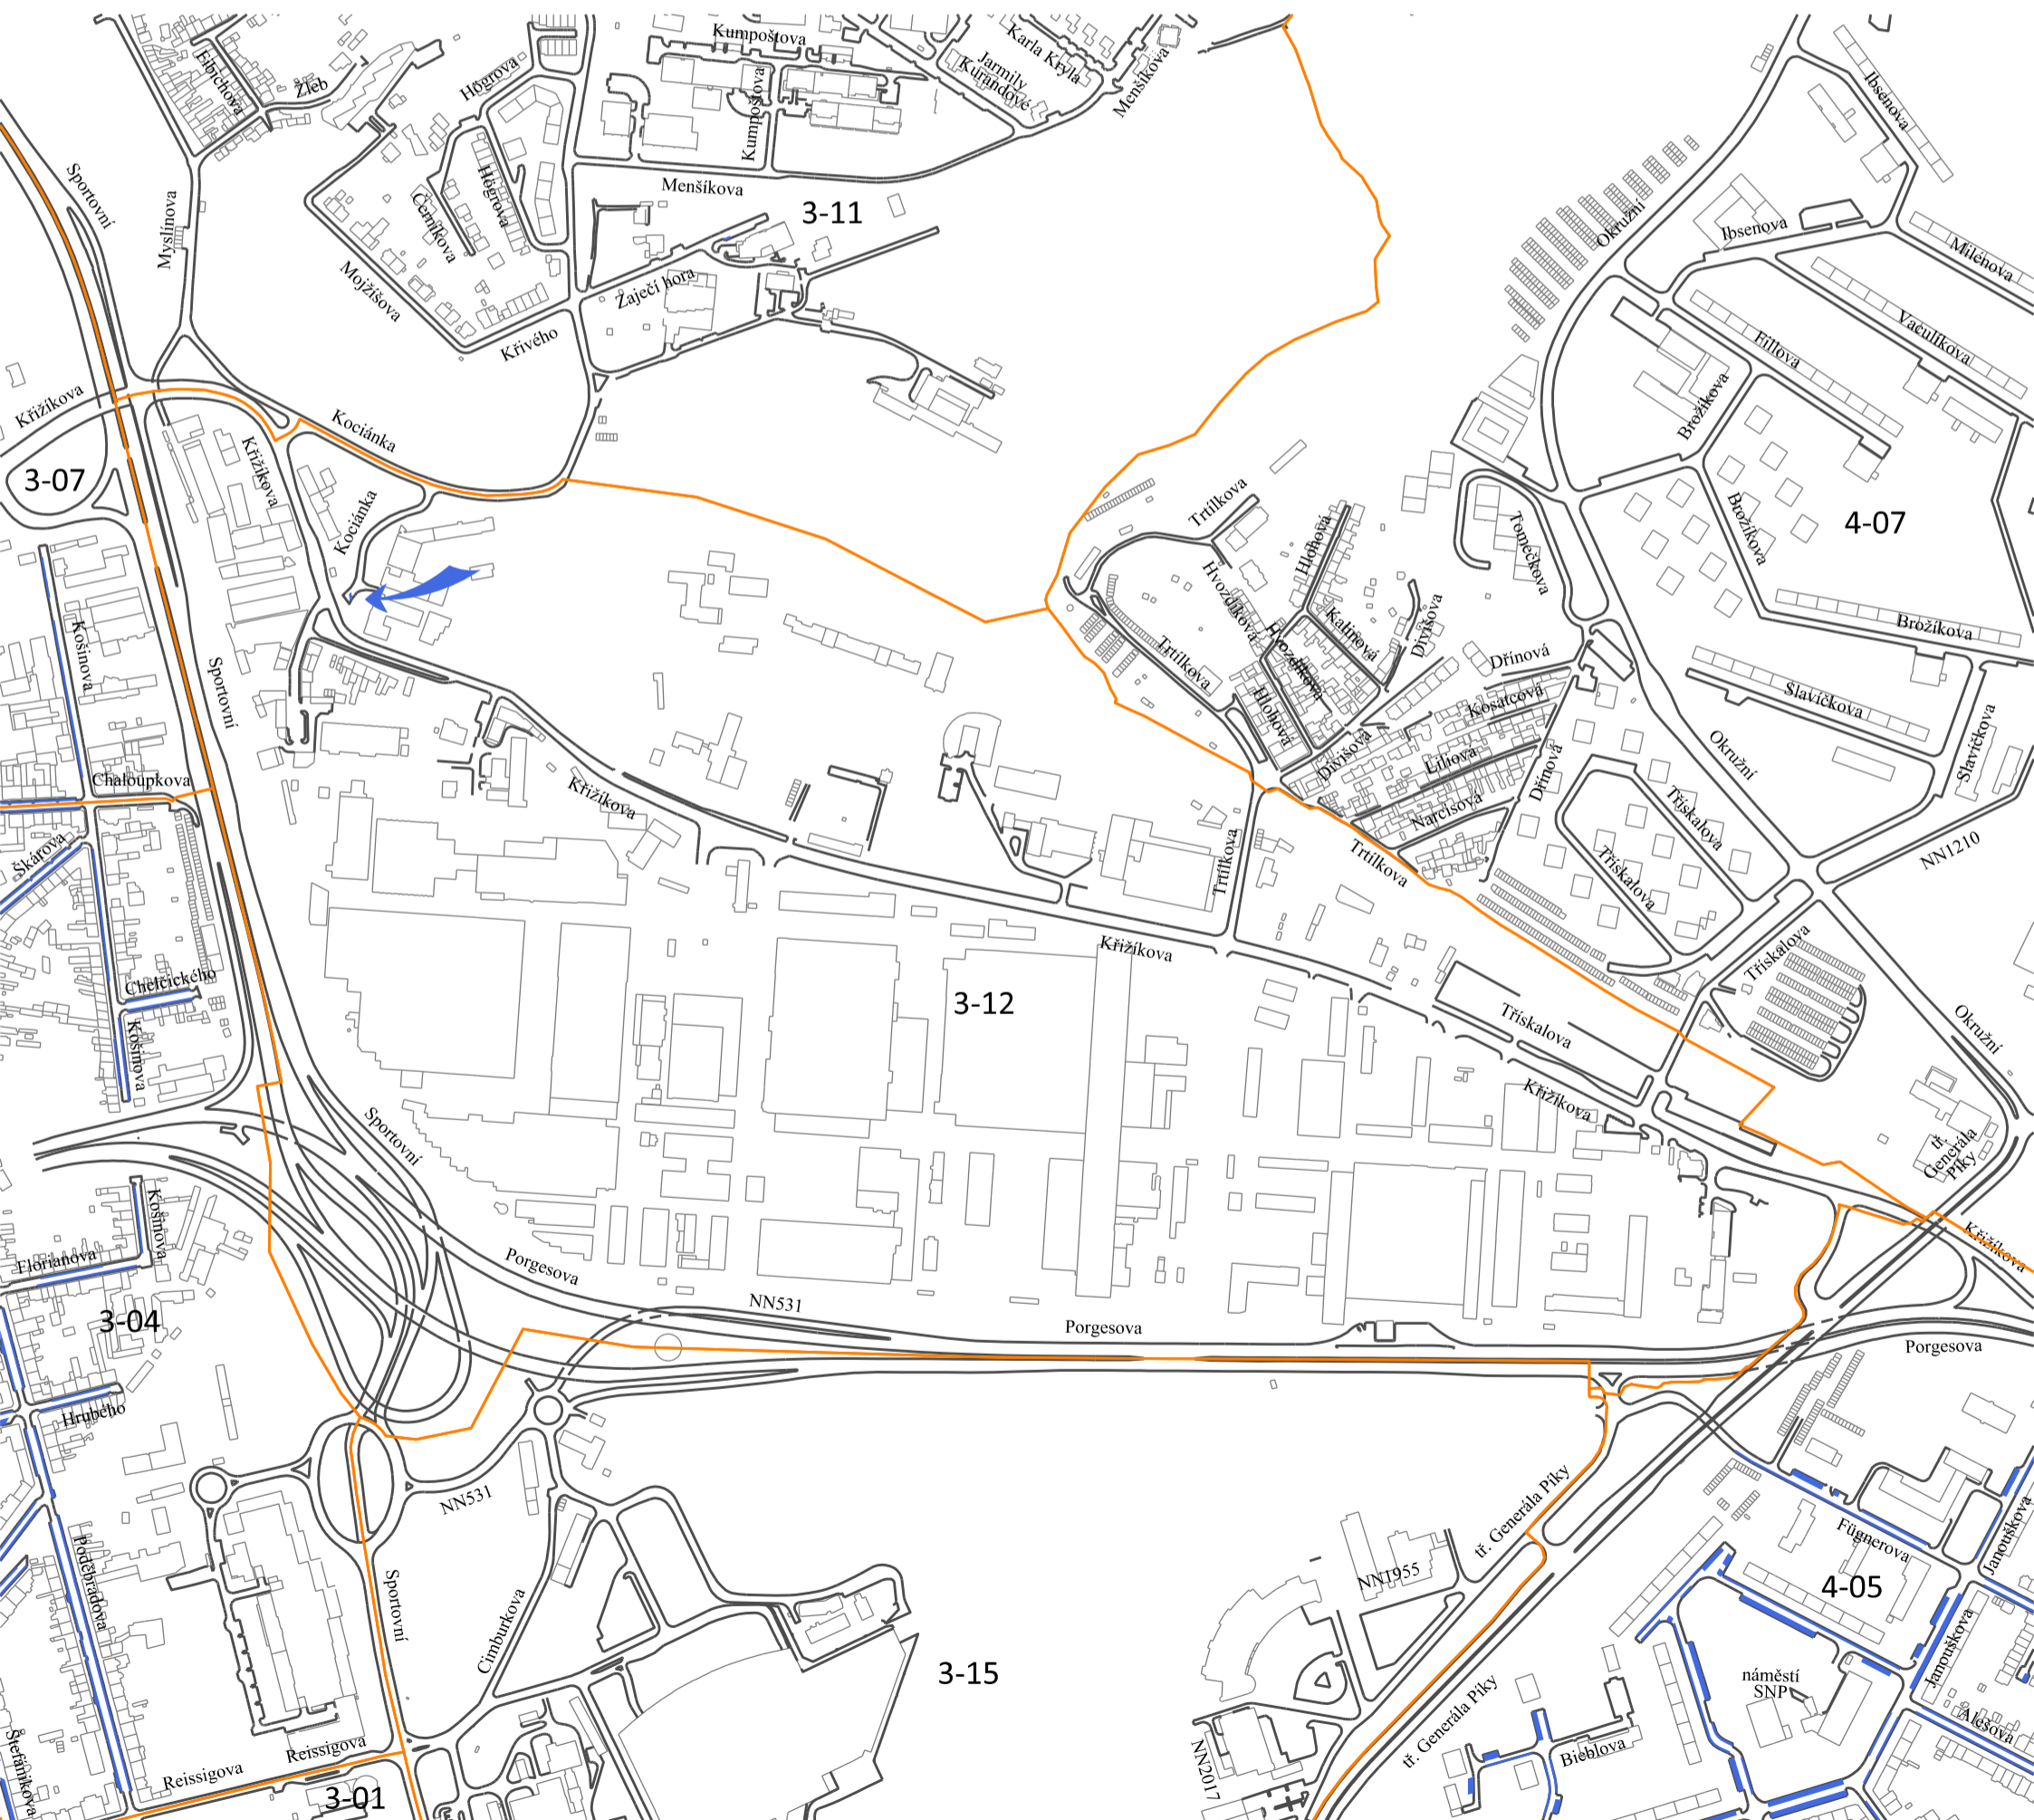 Kumpoštova
Karla Kryla
Jarmily
Kurandové
Menšíkova
Elbichova
Žleb
Högrova
Kumpoštova
Ibsenova
Sportovní
Myslínova
Högrova
Černíkova
Menšíkova
3-11
Okružní
Ibsenova
Milénova
Mojžíšova
Zaječí hora
Křivého
Vaculíkova
Fillova
Křižíkova
Kociánka
Brožíkova
3-07
Křižíkova
Kociánka
Trtílkova
Hlohová
Tomečkova
Brožíkova
4-07
Hvozdíkova
Kalinová
Divišova
Brožíkova
Košinova
Hvozdíkova
Trtílkova
Dřínová
Sportovní
Hlohová
Kosatcová
Slavíčkova
Slavíčkova
Divišova
Liliová
Dřínová
Okružní
Chaloupkova
Křižíkova
Narcisová
Třískalova
Škárova
Trtílkova
Trtílkova
Třískalova
NN1210
Křižíkova
Třískalova
Chelčického
3-12
Košinova
Třískalova
Okružní
Křižíkova
Sportovní
tř.
Generála
Píky
Košinova
Florianova
Porgesova
Křižíkova
NN531
3-04
Porgesova
Porgesova
Hrubého
NN531
tř. Generála Píky
Fügnerova
Janouškova
Poděbradova
Sportovní
NN1955
4-05
Cimburkova
Janouškova
3-15
náměstí
SNP
tř. Generála Píky
Alešova
Štefánikova
Reissigova
Reissigova
NN2017
Bieblova
3-01